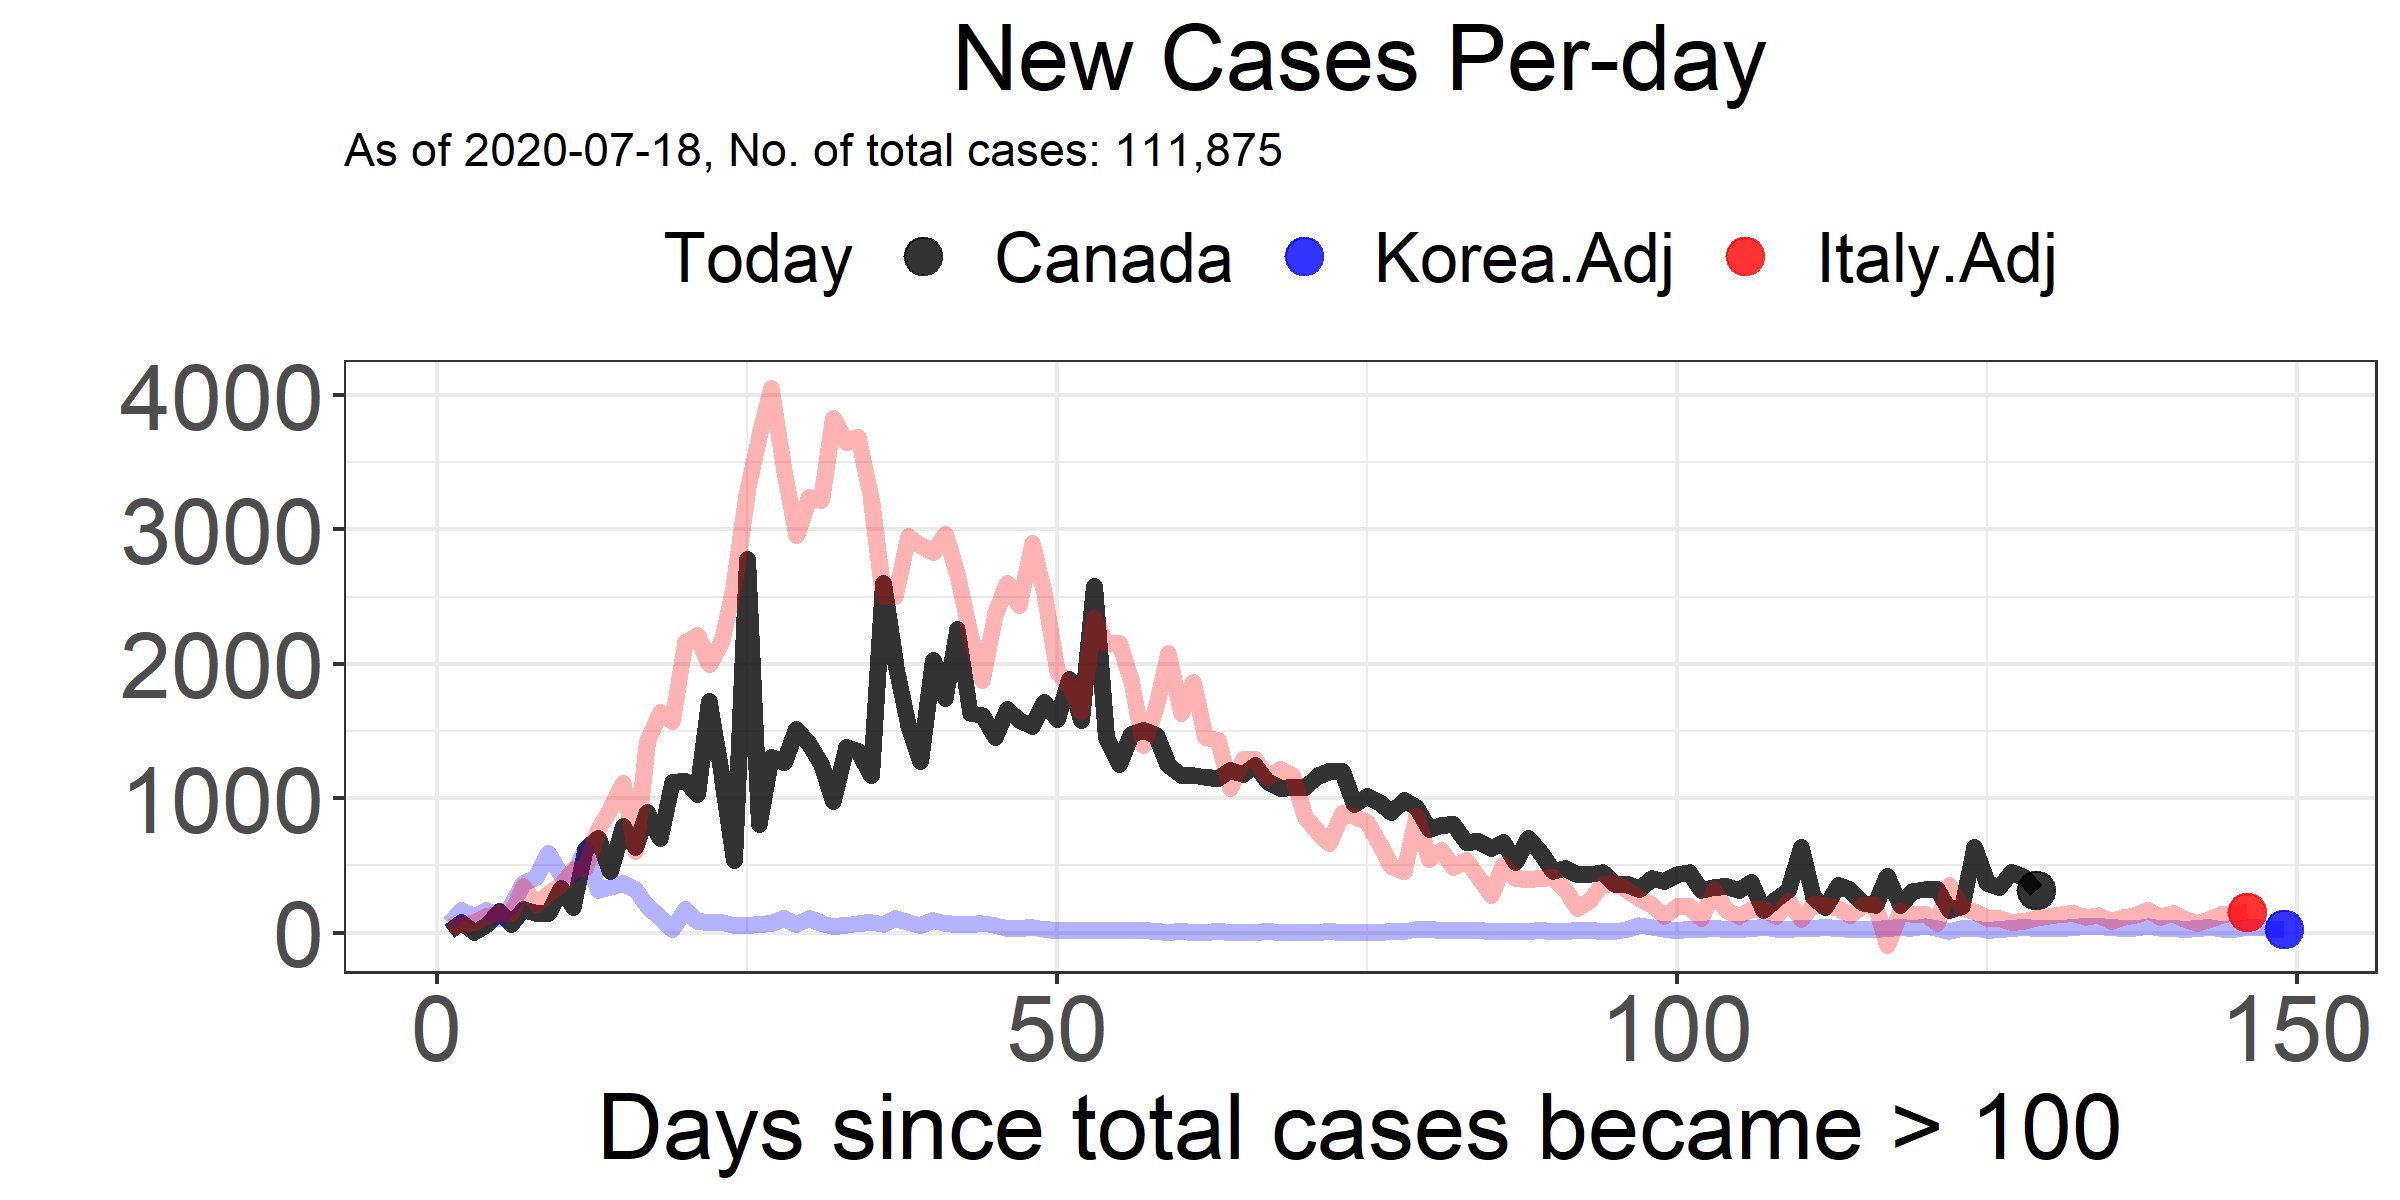 New Cases Per-day
As of 2020-07-18, No. of total cases: 111,875
Today Canada Korea.Adj Italy.Adj
4000
3000
2000
1000
0
0 50 100 150
Days since total cases became > 100